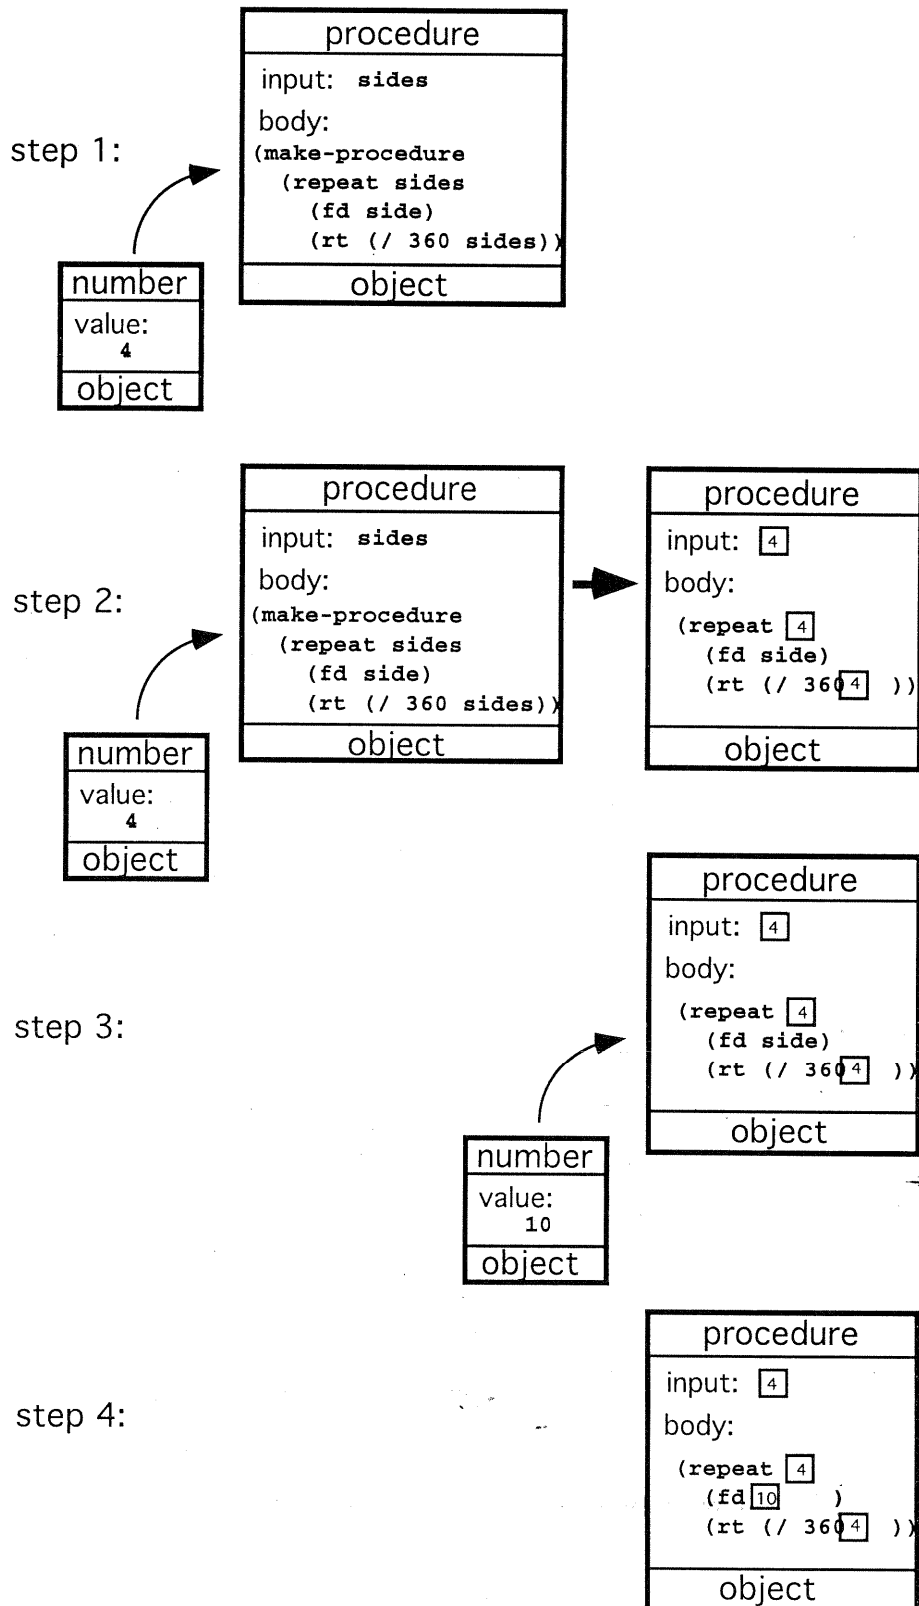 procedure
input: sides
body:
step 1:
(make-procedure
(repeat sides
(fd side)
(rt (/ 360 sides))
object
number
value:
4
object
procedure
input: sides
body:
step 2:
(make-procedure
(repeat sides
(fd side)
(rt (/ 360 sides))
object
number
value:
4
object
procedure
input: 4
body:
(repeat 4
(fd side)
(rt (/ 360 4 ))
object
step 3:
procedure
input: 4
body:
(repeat 4
(fd side)
(rt (/ 360 4 ))
object
number
value:
10
object
step 4:
procedure
input: 4
body:
(repeat 4
(fd 10 )
(rt (/ 360 4 ))
object